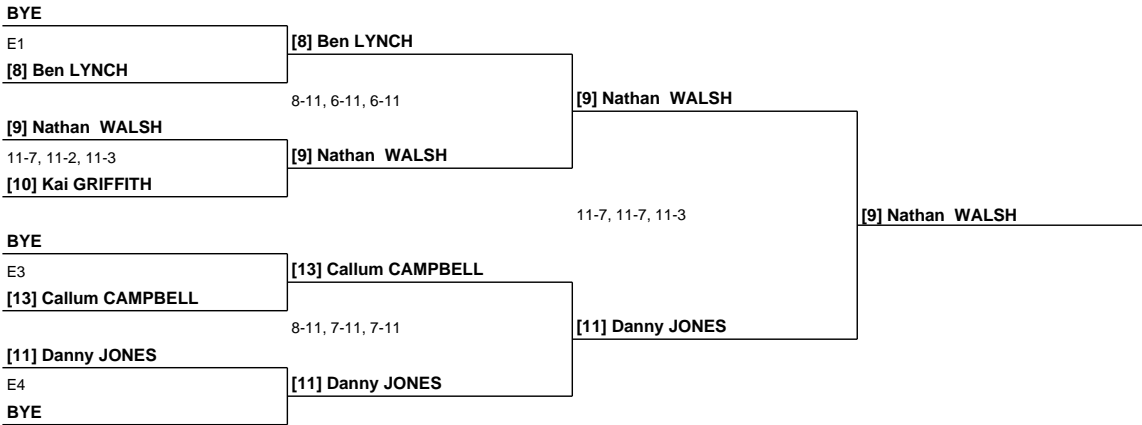 BYE
E1
[8] Ben LYNCH
[8] Ben LYNCH
8-11, 6-11, 6-11
[9] Nathan WALSH
[9] Nathan WALSH
11-7, 11-2, 11-3
[9] Nathan WALSH
[10] Kai GRIFFITH
11-7, 11-7, 11-3
[9] Nathan WALSH
BYE
E3
[13] Callum CAMPBELL
[13] Callum CAMPBELL
8-11, 7-11, 7-11
[11] Danny JONES
[11] Danny JONES
E4
[11] Danny JONES
BYE